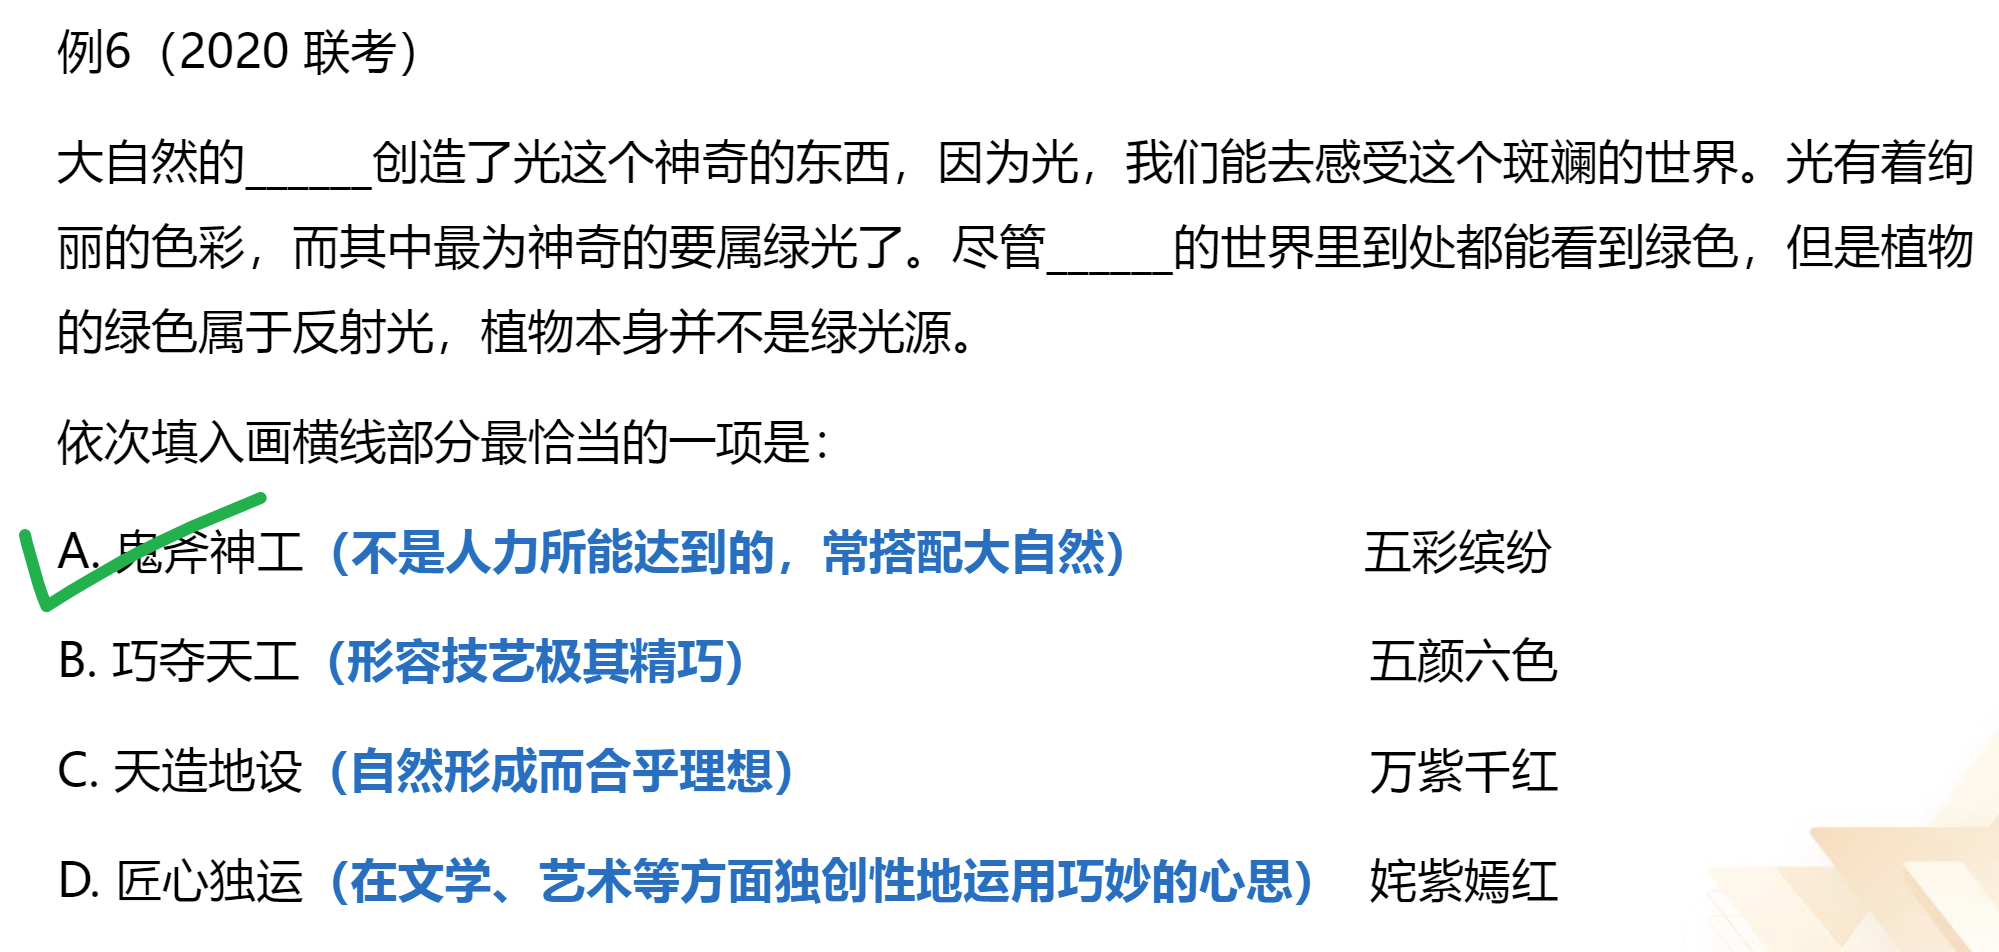 例6（2020 联考）
大自然的______创造了光这个神奇的东西，因为光，我们能去感受这个斑斓的世界。光有着绚
丽的色彩，而其中最为神奇的要属绿光了。尽管______的世界里到处都能看到绿色，但是植物
的绿色属于反射光，植物本身并不是绿光源。
依次填入画横线部分最恰当的一项是：
A. 鬼斧神工（不是人力所能达到的，常搭配大自然） 五彩缤纷
B. 巧夺天工（形容技艺极其精巧） 五颜六色
C. 天造地设（自然形成而合乎理想） 万紫千红
D. 匠心独运（在文学、艺术等方面独创性地运用巧妙的心思） 姹紫嫣红